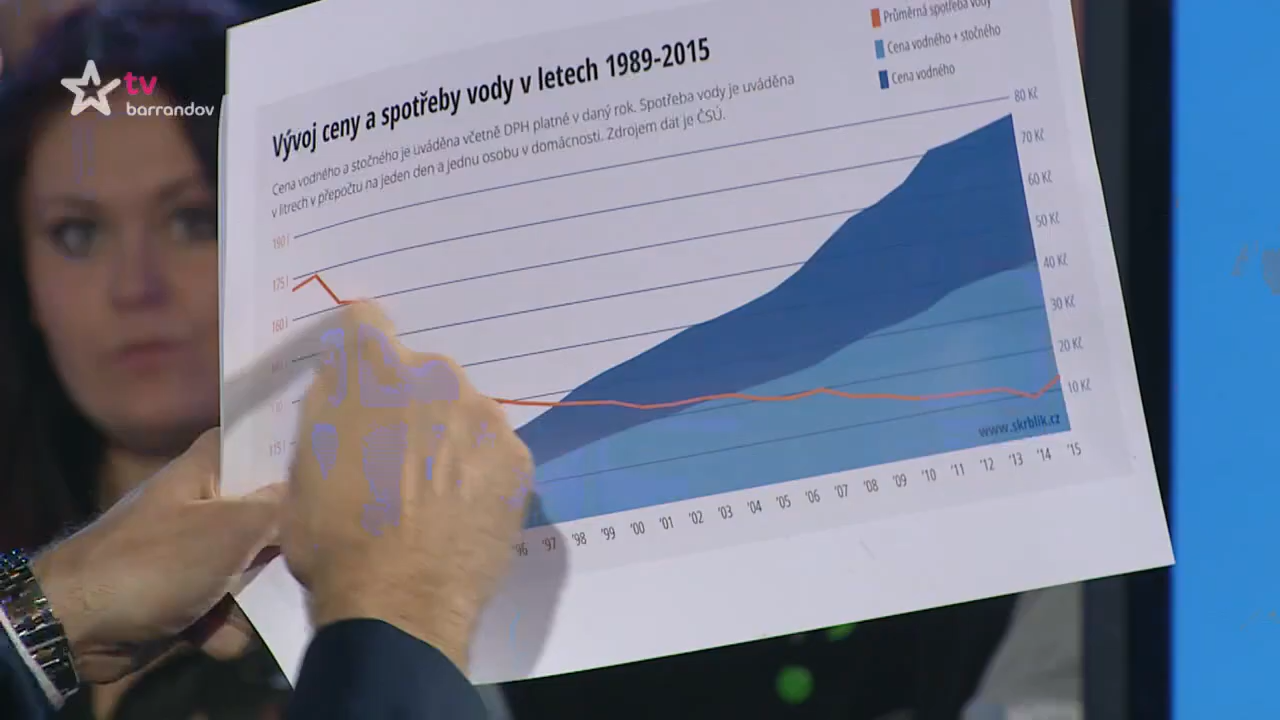 tv
barrandov
Vývoj ceny a spotřeby vody v letech 1989-2015
Cena vodného a stočného je uváděna včetně DPH platné v daný rok. Spotřeba vody je uváděna
v litrech v přepočtu na jeden den a jednu osobu v domácnosti. Zdrojem dat je ČSÚ.
Průměrná spotřeba vody
Cena vodného + stočného
Cena vodného
190 l
175 l
160 l
115 l
80 Kč
70 Kč
60 Kč
50 Kč
40 Kč
30 Kč
20 Kč
10 Kč
www.skrblik.cz
'96 '97 '98 '99 '00 '01 '02 '03 '04 '05 '06 '07 '08 '09 '10 '11 '12 '13 '14 '15